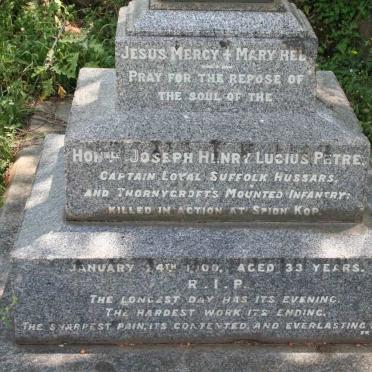 JESUS MERCY + MARY HEL
PRAY FOR THE REPOSE OF
THE SOUL OF THE
HONBLE JOSEPH HENRY LUCIUS PETRE,
CAPTAIN LOYAL SUFFOLK HUSSARS,
AND THORNYCROFTS MOUNTED INFANTRY:
KILLED IN ACTION AT SPION KOP
JANUARY 24TH 1900, AGED 33 YEARS.
R.I.P.
THE LONGEST DAY HAS ITS EVENING.
THE HARDEST WORK ITS ENDING.
THE SHARPEST PAIN, ITS CONTENTED, AND EVERLASTING